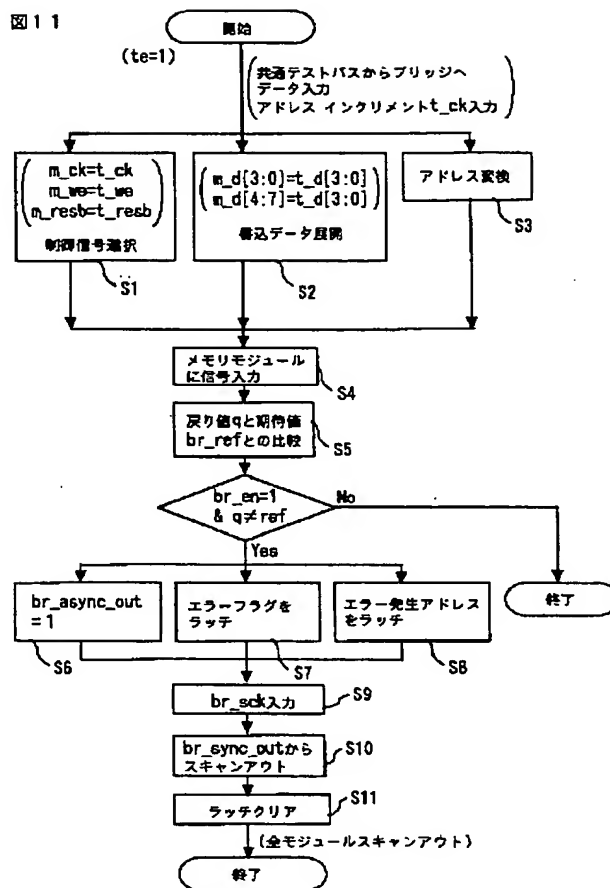 図11
開始
(te=1)
共通テストバスからブリッジへ
データ入力
アドレス インクリメントt_ck入力
m_ck=t_ck
m_we=t_we
m_resb=t_resb
制御信号選択
S1
m_d[3:0]=t_d[3:0]
m_d[4:7]=t_d[3:0]
書込データ展開
S2
アドレス変換
S3
メモリモジュール
に信号入力
S4
戻り値qと期待値
br_refとの比較
S5
br_en=1
& q≠ref
No
Yes
終了
br_async_out
=1
S6
エラーフラグを
ラッチ
S7
エラー発生アドレス
をラッチ
S8
br_sck入力
S9
br_sync_outから
スキャンアウト
S10
ラッチクリア
S11
(全モジュールスキャンアウト)
終了